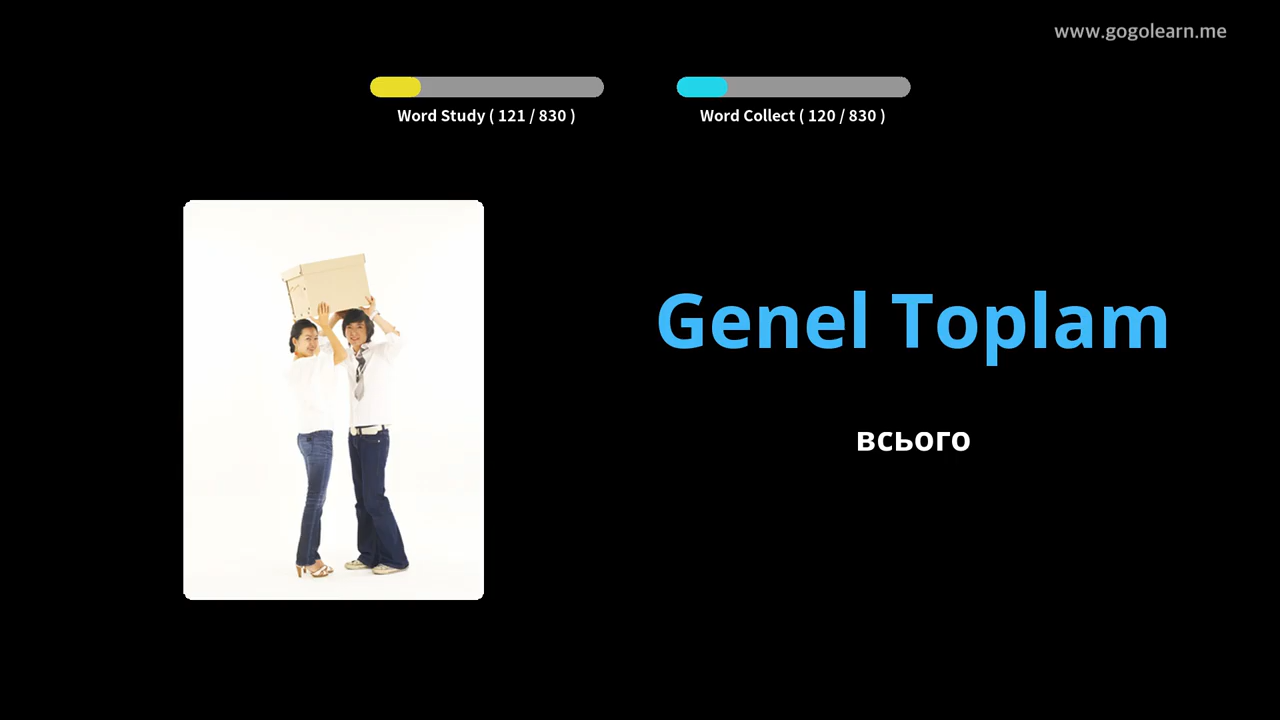 www.gogolearn.me
Word Study ( 121 / 830 )
Word Collect ( 120 / 830 )
Genel Toplam
всього